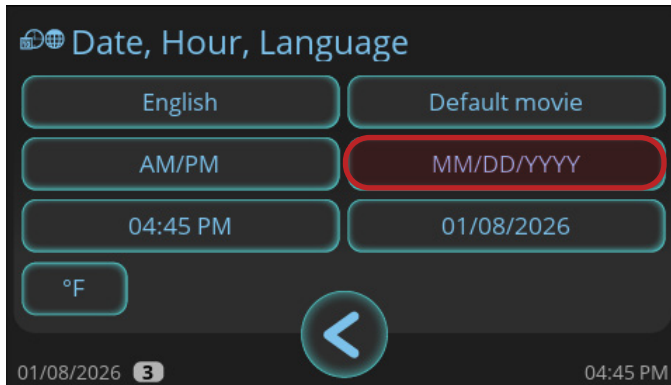 Date, Hour, Language
English Default movie
AM/PM MM/DD/YYYY
04:45 PM 01/08/2026
°F
01/08/2026 3 04:45 PM